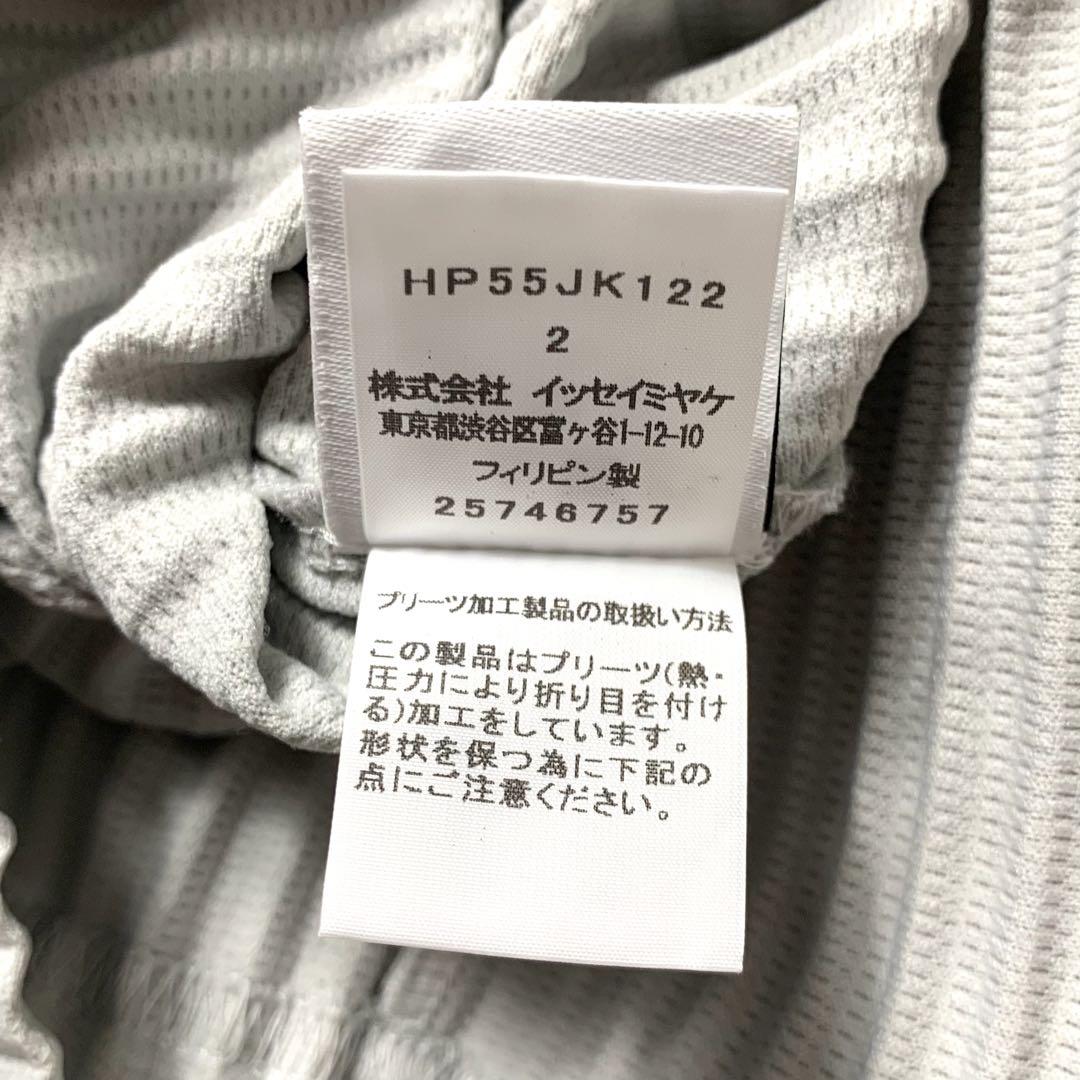 HP55JK122
2
株式会社 イッセイミヤケ
東京都渋谷区富ヶ谷1-12-10
フィリピン製
25746757
プリーツ加工製品の取扱い方法
この製品はプリーツ(熱・
圧力により折り目を付け
る)加工をしています。
形状を保つ為に下記の
点にご注意ください。